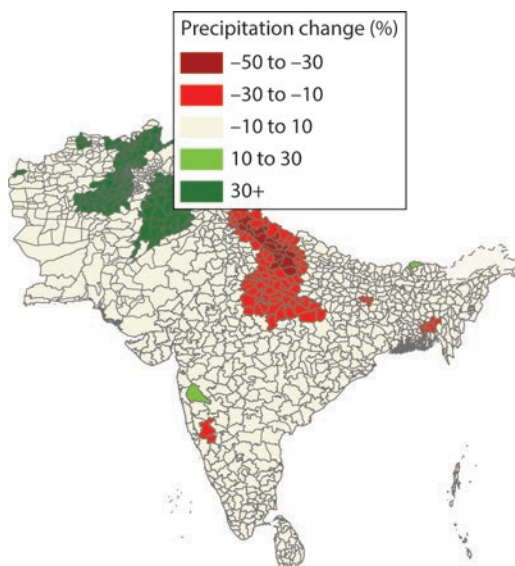 Precipitation change (%)
–50 to –30
–30 to –10
–10 to 10
10 to 30
30+